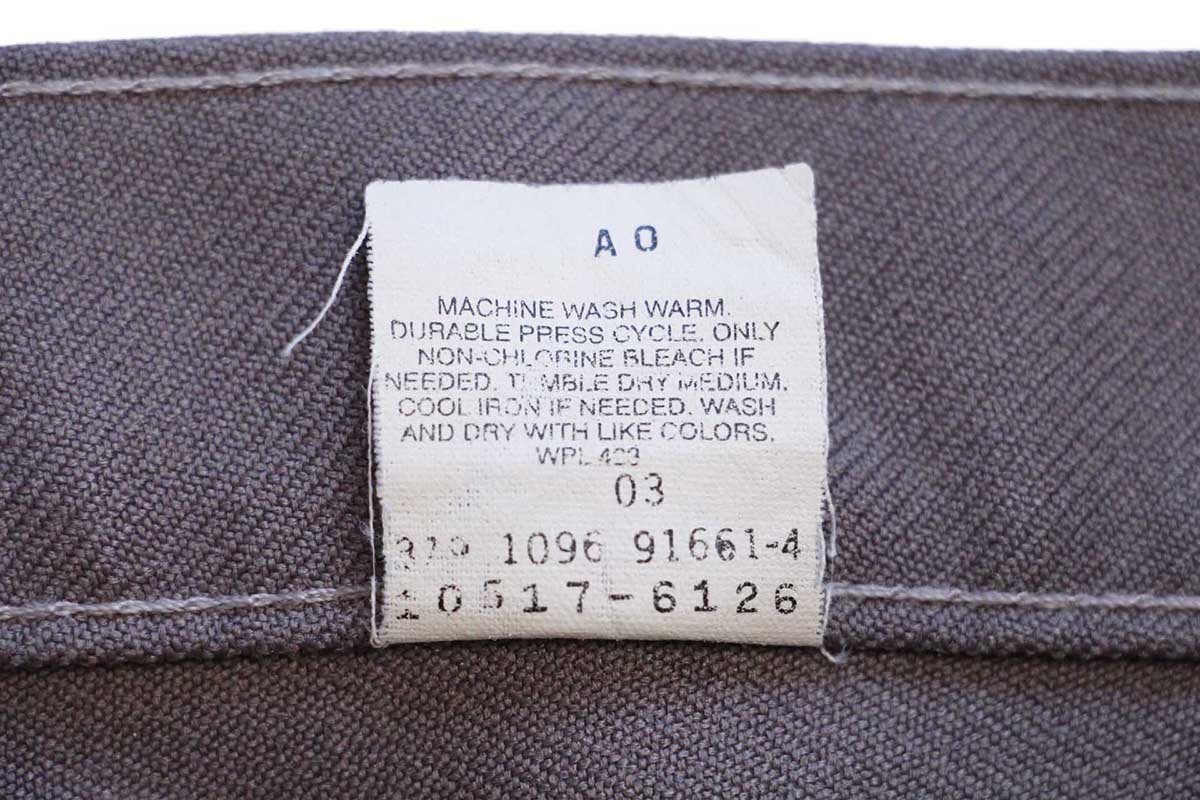 A O
MACHINE WASH WARM.
DURABLE PRESS CYCLE. ONLY
NON-CHLORINE BLEACH IF
NEEDED. TUMBLE DRY MEDIUM.
COOL IRON IF NEEDED. WASH
AND DRY WITH LIKE COLORS.
WPL 423
03
1096 91661-4
10517-6126